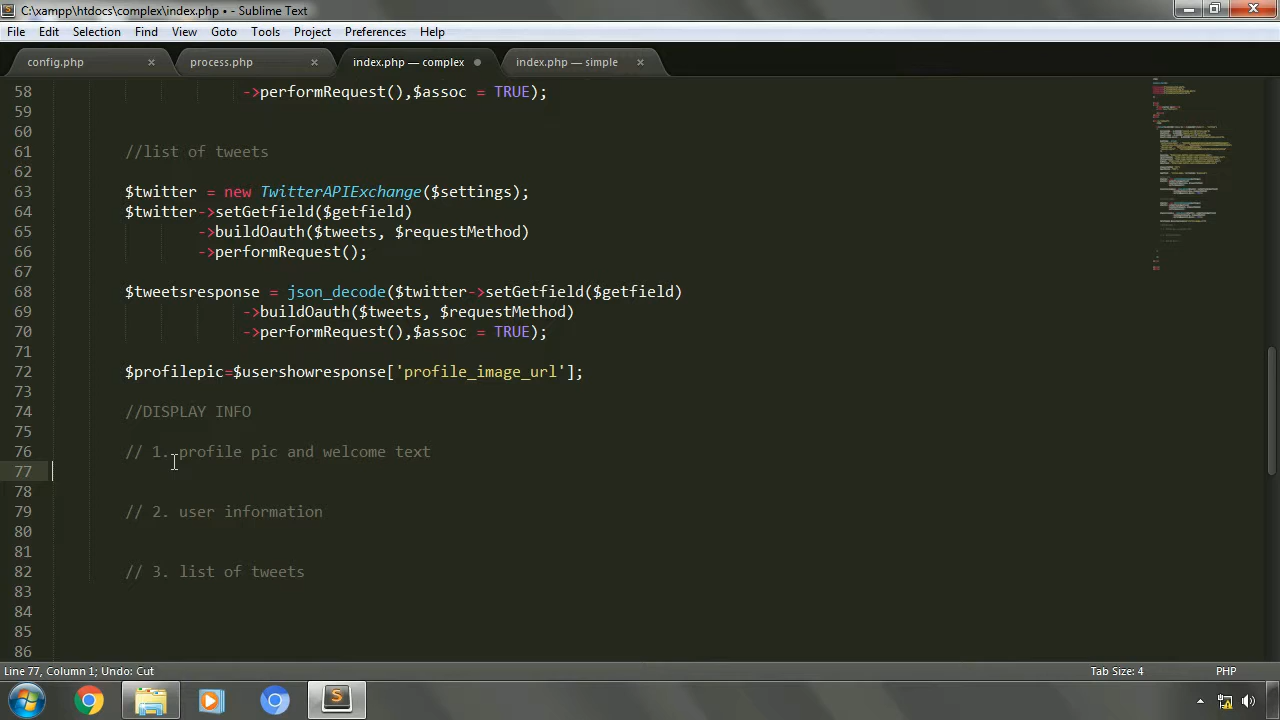 C:\xampp\htdocs\complex\index.php • - Sublime Text
File Edit Selection Find View Goto Tools Project Preferences Help
config.php × process.php × index.php — complex index.php — simple ×
58 ->performRequest(),$assoc = TRUE);
59
60
61 //list of tweets
62
63 $twitter = new TwitterAPIExchange($settings);
64 $twitter->setGetfield($getfield)
65 ->buildOauth($tweets, $requestMethod)
66 ->performRequest();
67
68 $tweetsresponse = json_decode($twitter->setGetfield($getfield)
69 ->buildOauth($tweets, $requestMethod)
70 ->performRequest(),$assoc = TRUE);
71
72 $profilepic=$usershowresponse['profile_image_url'];
73
74 //DISPLAY INFO
75
76 // 1. profile pic and welcome text
77
78
79 // 2. user information
80
81
82 // 3. list of tweets
83
84
85
86
Line 77, Column 1; Undo: Cut Tab Size: 4 PHP